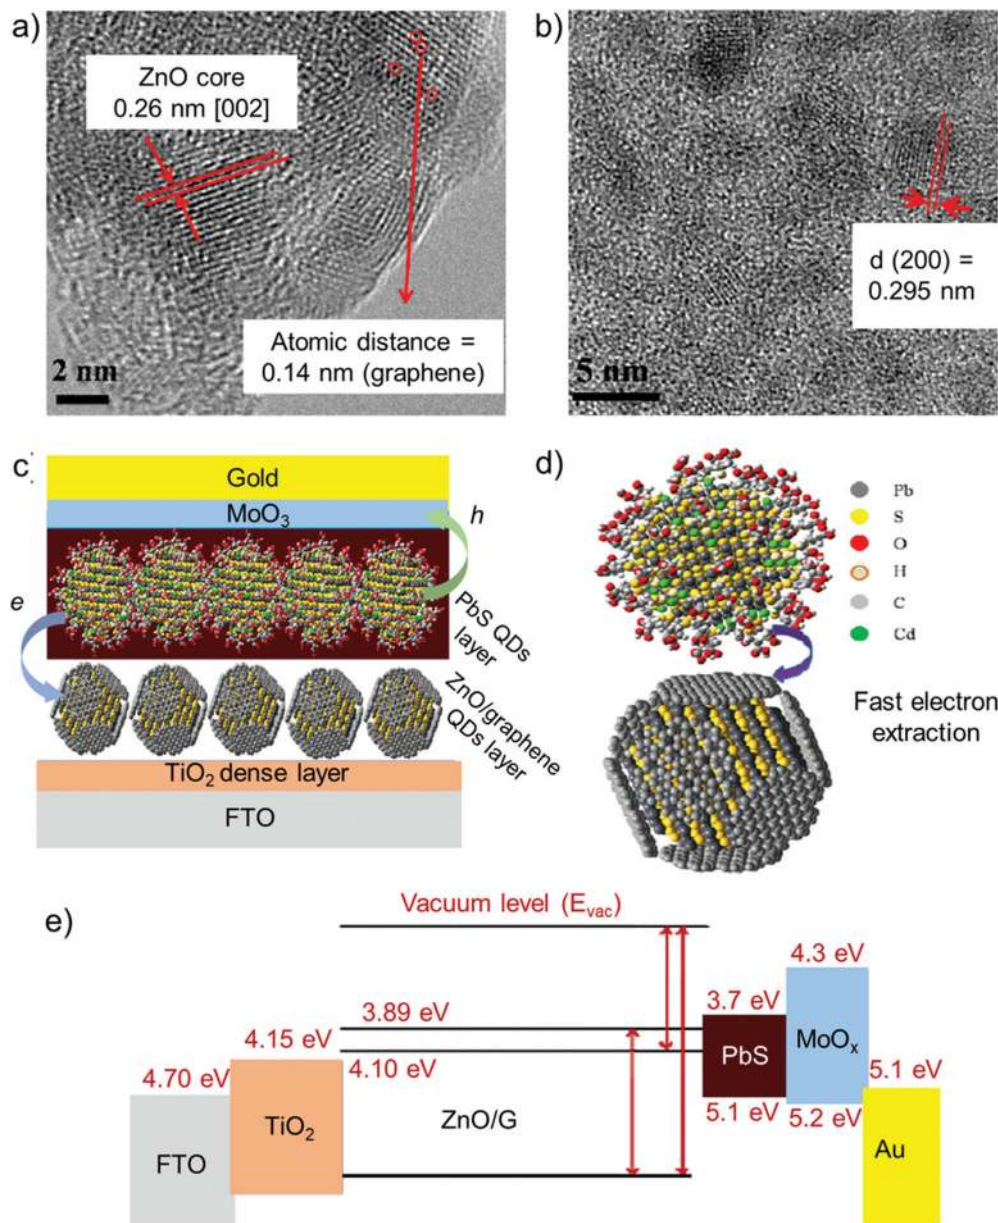 a)
ZnO core
0.26 nm [002]
Atomic distance =
0.14 nm (graphene)
2 nm
b)
d (200) =
0.295 nm
5 nm
c
Gold
MoO₃
h
e
PbS QDs
layer
ZnO/graphene
QDs layer
TiO₂ dense layer
FTO
d)
Pb
S
O
H
C
Cd
Fast electron
extraction
e)
Vacuum level (Eᵥₐc)
4.70 eV
FTO
4.15 eV
TiO₂
3.89 eV
4.10 eV
ZnO/G
3.7 eV
PbS
5.1 eV
4.3 eV
MoOₓ
5.2 eV
5.1 eV
Au